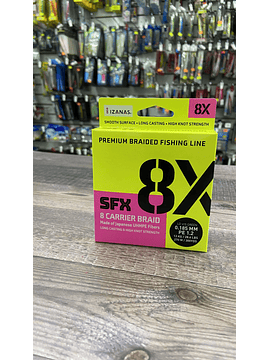 IZANAS
8X
SMOOTH SURFACE • LONG CASTING • HIGH KNOT STRENGTH
PREMIUM BRAIDED FISHING LINE
8X
SFX
8 CARRIER BRAID
Made of Japanese UHMPE Fibers
LONG CASTING & HIGH KNOT STRENGTH
0.185 MM
PE 1.2